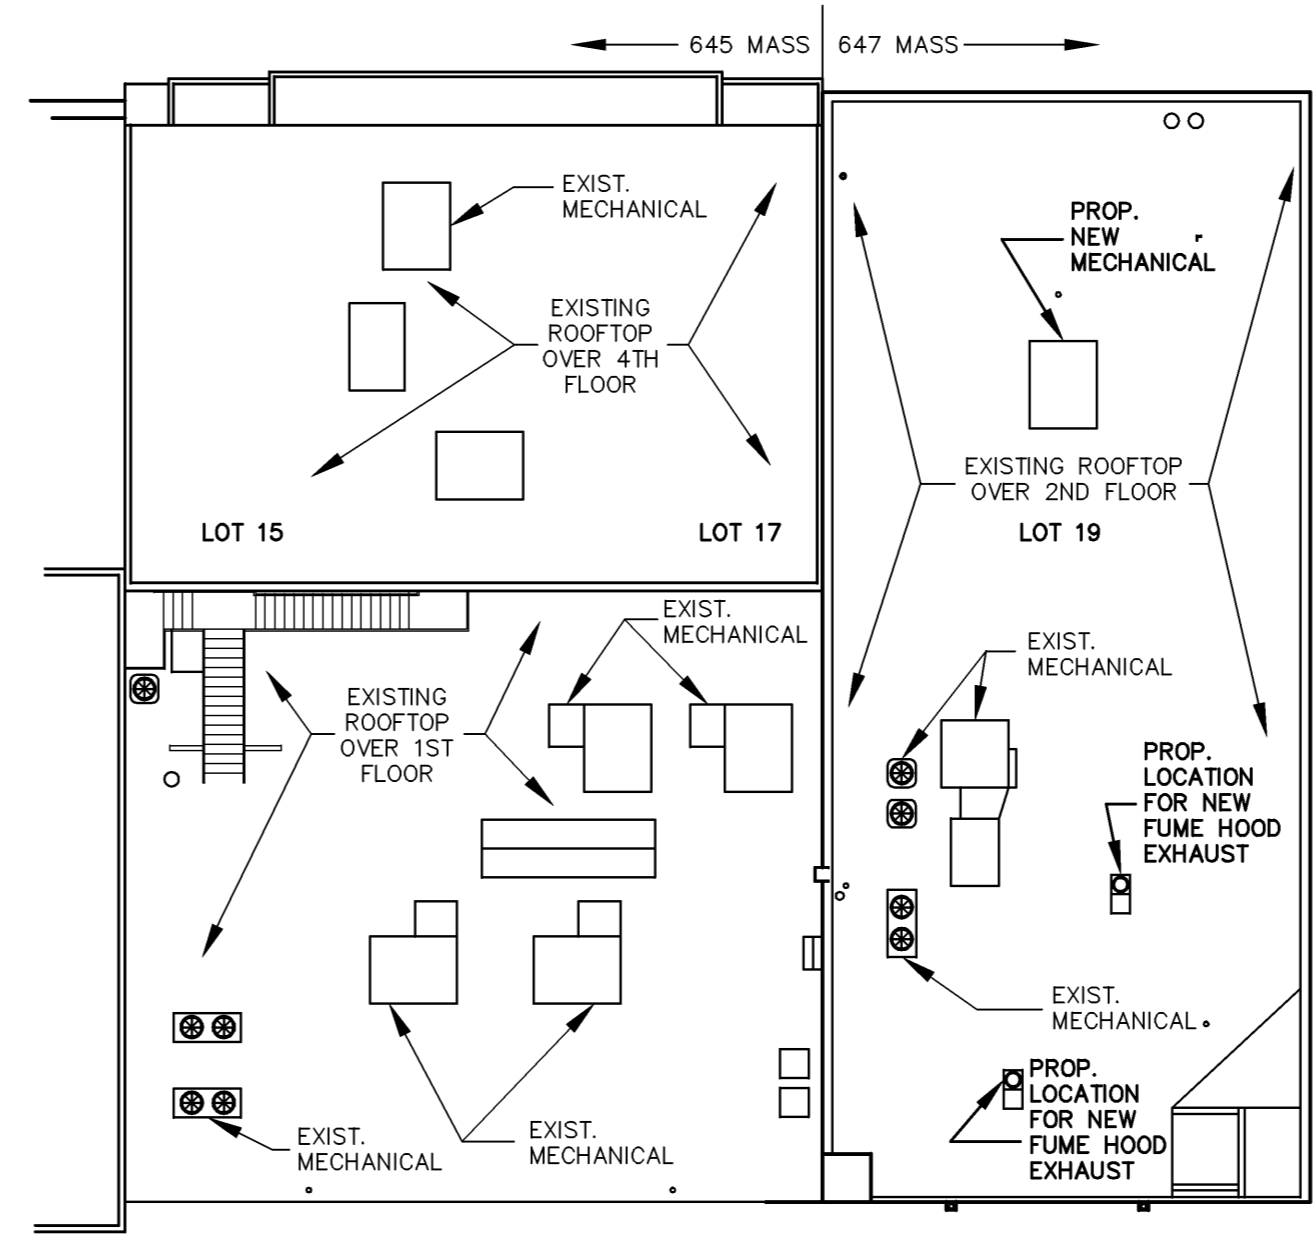 645 MASS
647 MASS
EXIST.
MECHANICAL
PROP.
NEW
MECHANICAL
EXISTING
ROOFTOP
OVER 4TH
FLOOR
EXISTING ROOFTOP
OVER 2ND FLOOR
LOT 15
LOT 17
LOT 19
EXIST.
MECHANICAL
EXIST.
MECHANICAL
EXISTING
ROOFTOP
OVER 1ST
FLOOR
PROP.
LOCATION
FOR NEW
FUME HOOD
EXHAUST
EXIST.
MECHANICAL
PROP.
LOCATION
FOR NEW
FUME HOOD
EXHAUST
EXIST.
MECHANICAL
EXIST.
MECHANICAL